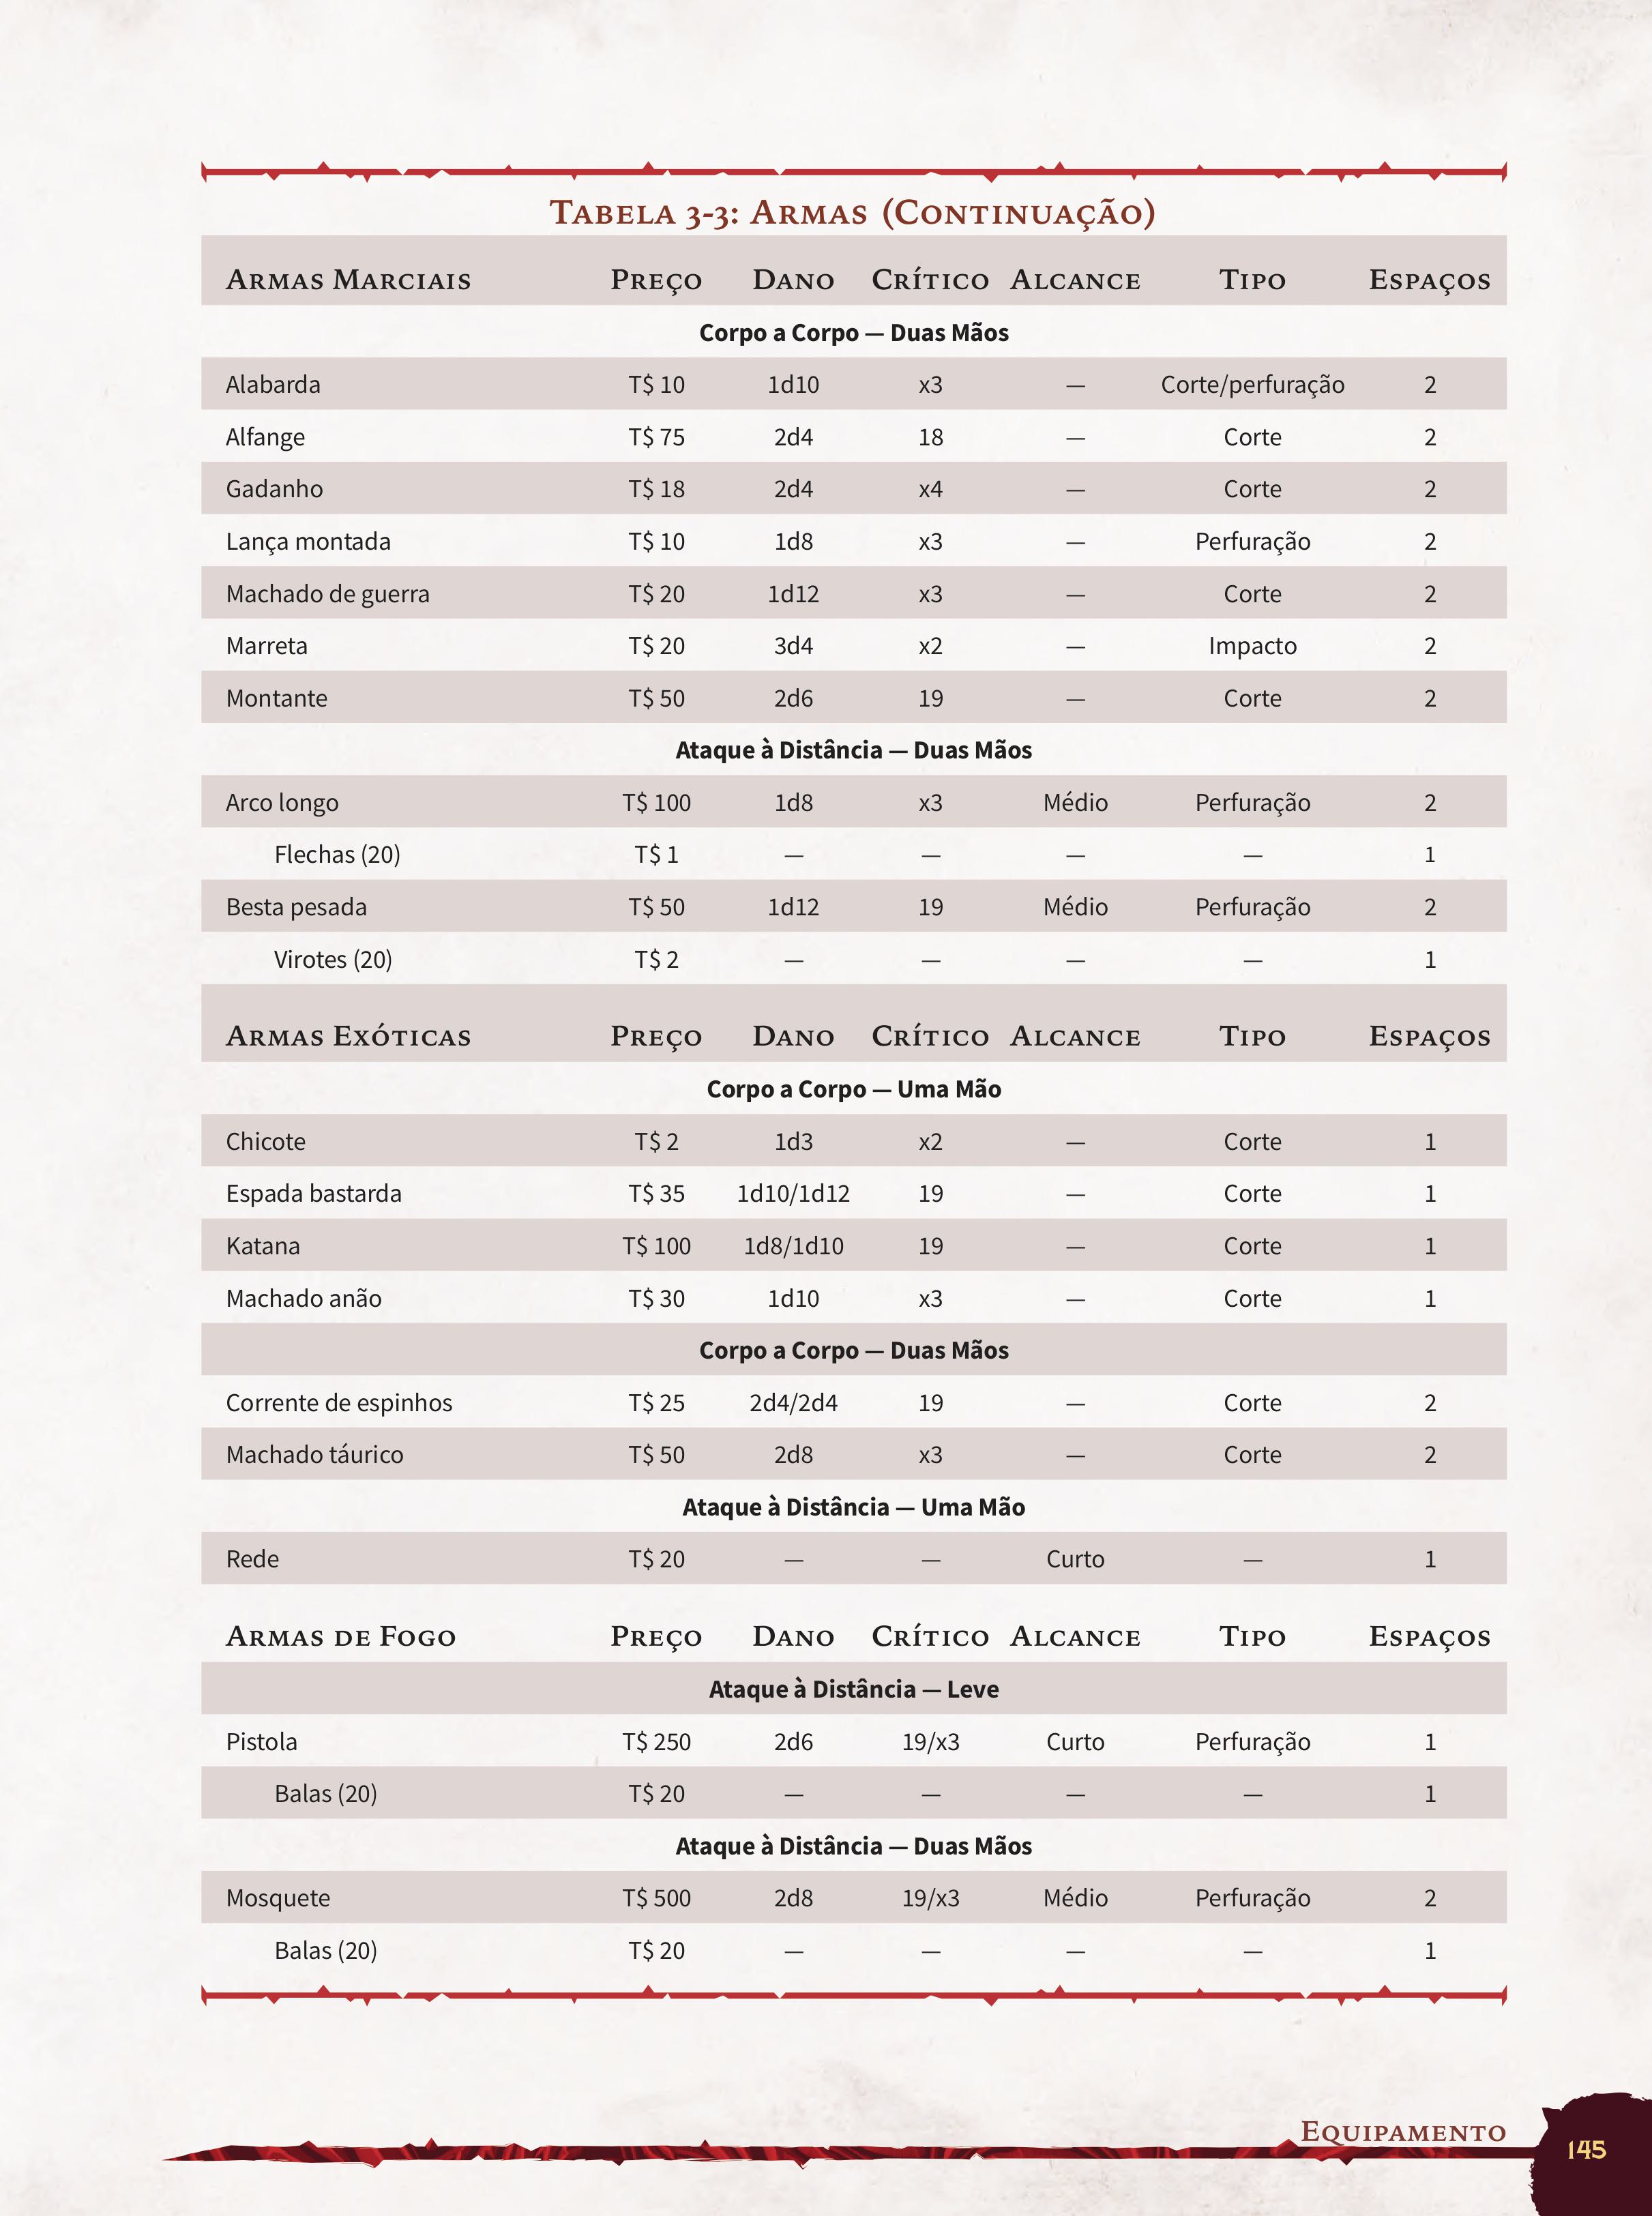 Tabela 3-3: Armas (Continuação)
Armas Marciais Preço Dano Crítico Alcance Tipo Espaços
Corpo a Corpo — Duas Mãos
Alabarda T$ 10 1d10 x3 — Corte/perfuração 2
Alfange T$ 75 2d4 18 — Corte 2
Gadanho T$ 18 2d4 x4 — Corte 2
Lança montada T$ 10 1d8 x3 — Perfuração 2
Machado de guerra T$ 20 1d12 x3 — Corte 2
Marreta T$ 20 3d4 x2 — Impacto 2
Montante T$ 50 2d6 19 — Corte 2
Ataque à Distância — Duas Mãos
Arco longo T$ 100 1d8 x3 Médio Perfuração 2
Flechas (20) T$ 1 — — — — 1
Besta pesada T$ 50 1d12 19 Médio Perfuração 2
Virotes (20) T$ 2 — — — — 1
Armas Exóticas Preço Dano Crítico Alcance Tipo Espaços
Corpo a Corpo — Uma Mão
Chicote T$ 2 1d3 x2 — Corte 1
Espada bastarda T$ 35 1d10/1d12 19 — Corte 1
Katana T$ 100 1d8/1d10 19 — Corte 1
Machado anão T$ 30 1d10 x3 — Corte 1
Corpo a Corpo — Duas Mãos
Corrente de espinhos T$ 25 2d4/2d4 19 — Corte 2
Machado táurico T$ 50 2d8 x3 — Corte 2
Ataque à Distância — Uma Mão
Rede T$ 20 — — Curto — 1
Armas de Fogo Preço Dano Crítico Alcance Tipo Espaços
Ataque à Distância — Leve
Pistola T$ 250 2d6 19/x3 Curto Perfuração 1
Balas (20) T$ 20 — — — — 1
Ataque à Distância — Duas Mãos
Mosquete T$ 500 2d8 19/x3 Médio Perfuração 2
Balas (20) T$ 20 — — — — 1
Equipamento
145